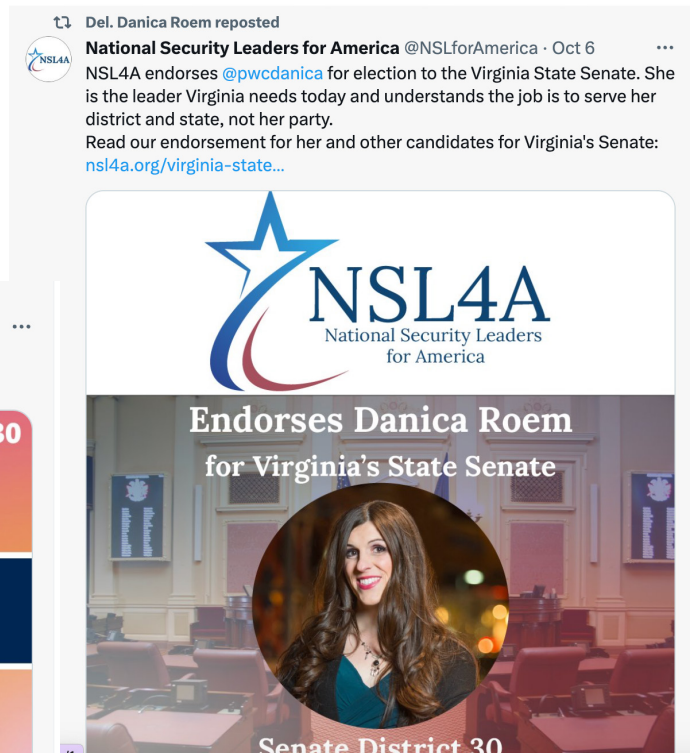 Del. Danica Roem reposted
NSL4A
National Security Leaders for America @NSLforAmerica · Oct 6
NSL4A endorses @pwcdanica for election to the Virginia State Senate. She
is the leader Virginia needs today and understands the job is to serve her
district and state, not her party.
Read our endorsement for her and other candidates for Virginia's Senate:
nsl4a.org/virginia-state...
NSL4A
National Security Leaders
for America
Endorses Danica Roem
for Virginia's State Senate
Senate District 30
30